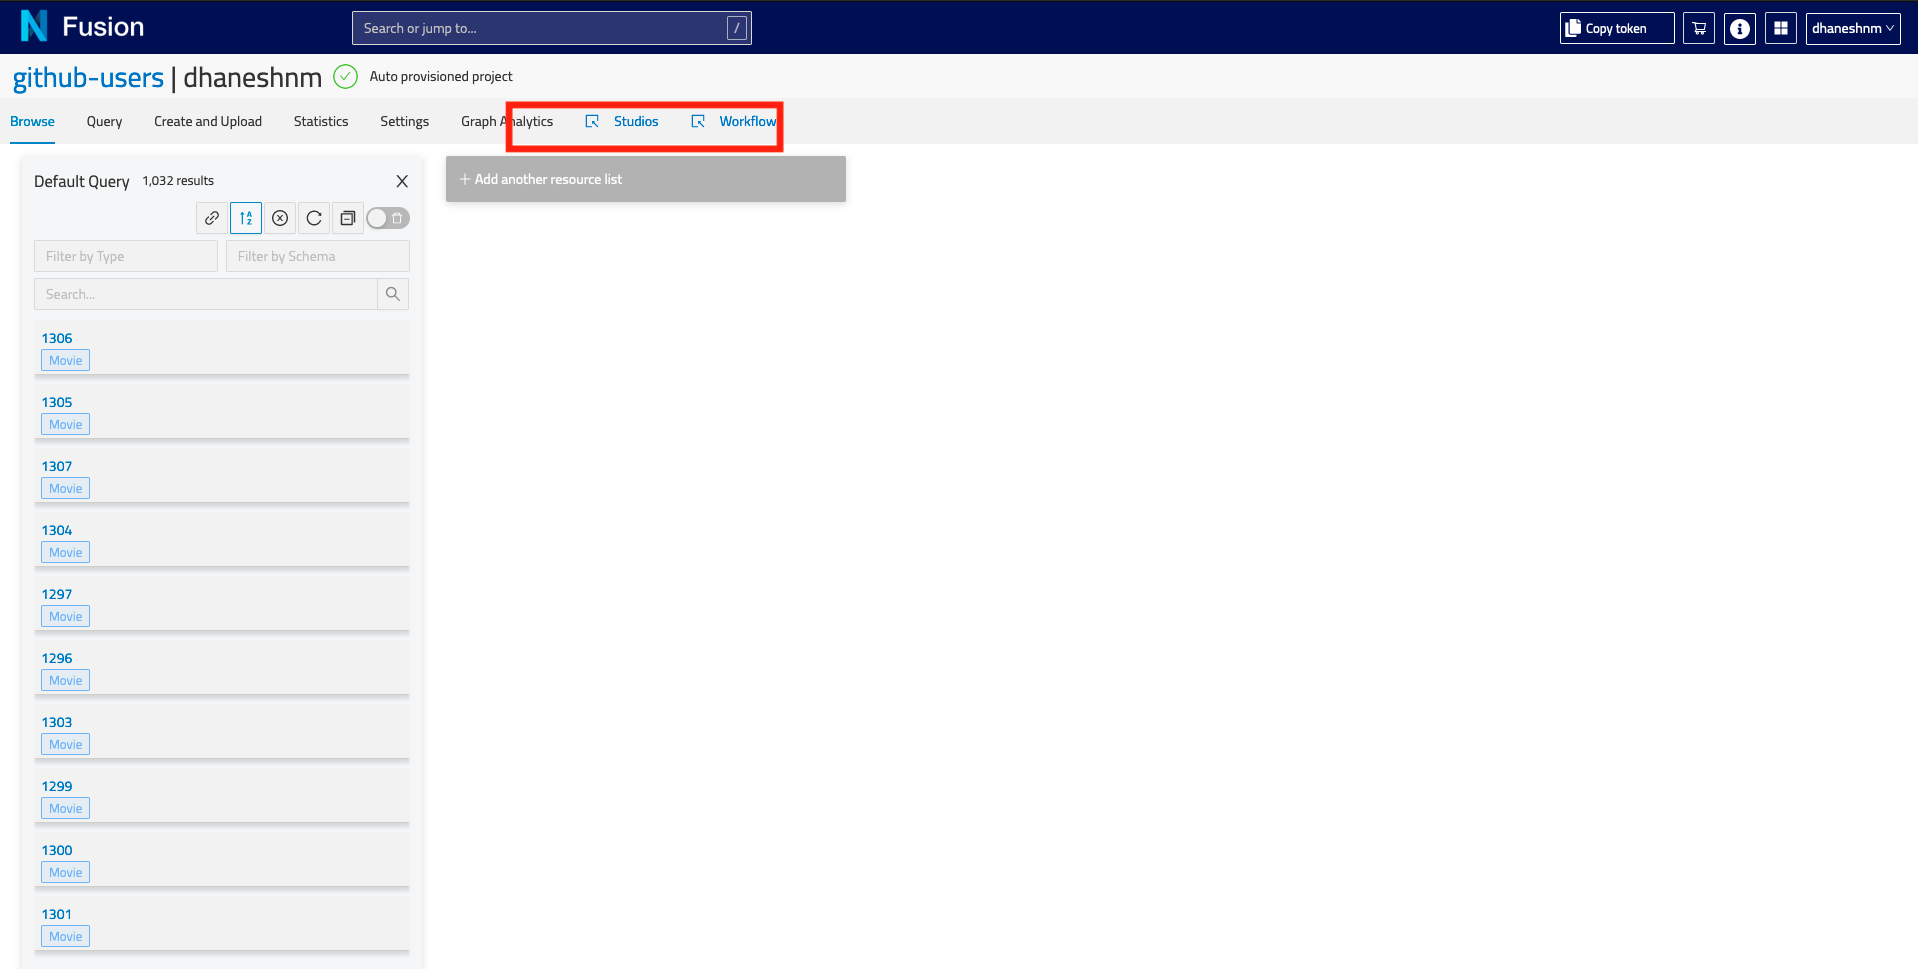 Fusion
Search or jump to...
/
Copy token
dhaneshnm
github-users | dhaneshnm
Auto provisioned project
Browse
Query
Create and Upload
Statistics
Settings
Graph Analytics
Studios
Workflow
Default Query
1,032 results
Add another resource list
Filter by Type
Filter by Schema
Search...
1306
Movie
1305
Movie
1307
Movie
1304
Movie
1297
Movie
1296
Movie
1303
Movie
1299
Movie
1300
Movie
1301
Movie